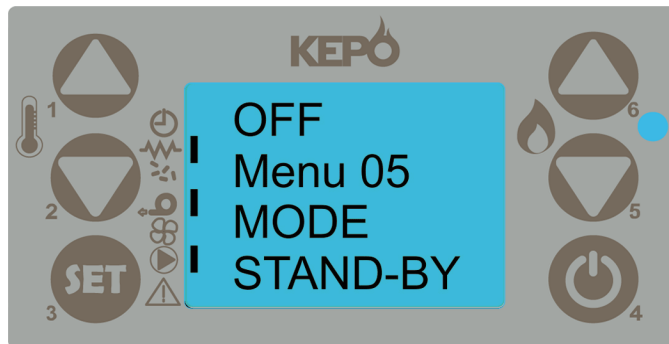 KEPO
OFF
Menu 05
MODE
STAND-BY
1
2
SET
3
6
5
4